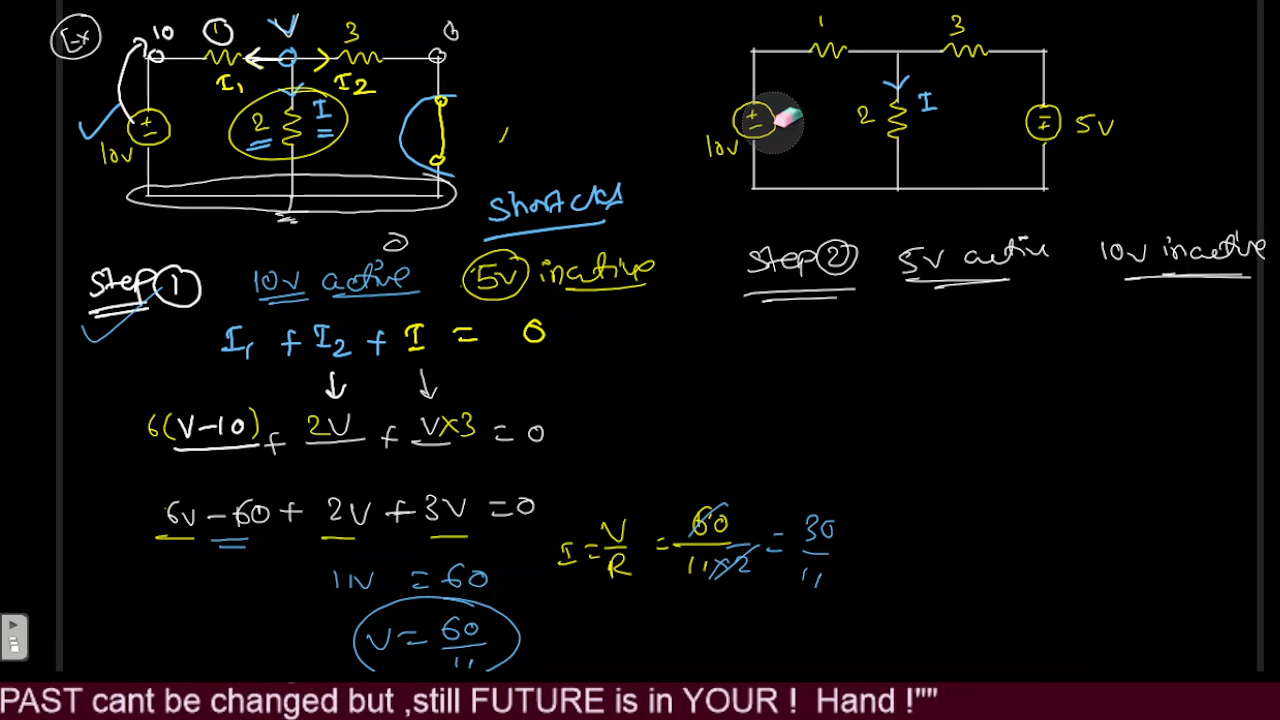 Ex
10 1 V 3 0
I₁ I₂
10V + − 2 I
0
Shortckt
Step ① 10V active 5V inactive
I₁ + I₂ + I = 0
6(V-10) + 2V + V×3 = 0
6V - 60 + 2V + 3V = 0
11V = 60
V = 60/11
I = V/R = 60/11×2 = 30/11
1 3
10V + − 2 I 5V
Step ② 5V active 10V inactive
PAST cant be changed but ,still FUTURE is in YOUR ! Hand !""